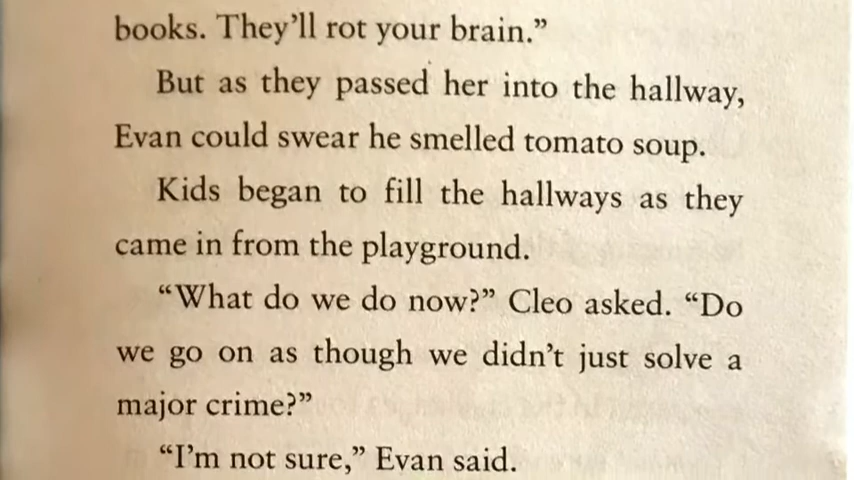 books. They’ll rot your brain.”
But as they passed her into the hallway,
Evan could swear he smelled tomato soup.
Kids began to fill the hallways as they
came in from the playground.
“What do we do now?” Cleo asked. “Do
we go on as though we didn’t just solve a
major crime?”
“I’m not sure,” Evan said.